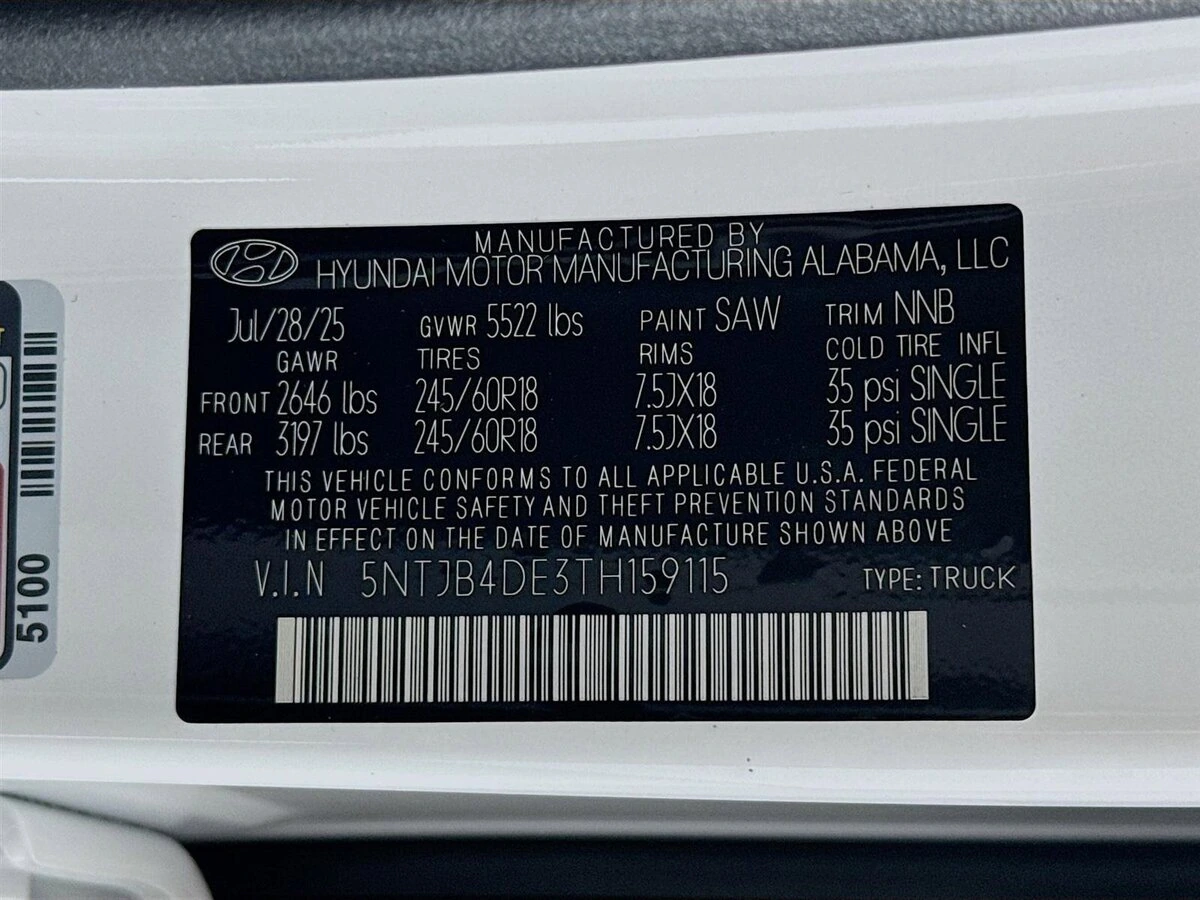 MANUFACTURED BY
HYUNDAI MOTOR MANUFACTURING ALABAMA, LLC
Jul/28/25 GVWR 5522 lbs PAINT SAW TRIM NNB
GAWR TIRES RIMS COLD TIRE INFL
FRONT 2646 lbs 245/60R18 7.5JX18 35 psi SINGLE
REAR 3197 lbs 245/60R18 7.5JX18 35 psi SINGLE
THIS VEHICLE CONFORMS TO ALL APPLICABLE U.S.A. FEDERAL
MOTOR VEHICLE SAFETY AND THEFT PREVENTION STANDARDS
IN EFFECT ON THE DATE OF MANUFACTURE SHOWN ABOVE
V.I.N 5NTJB4DE3TH159115 TYPE: TRUCK
5100